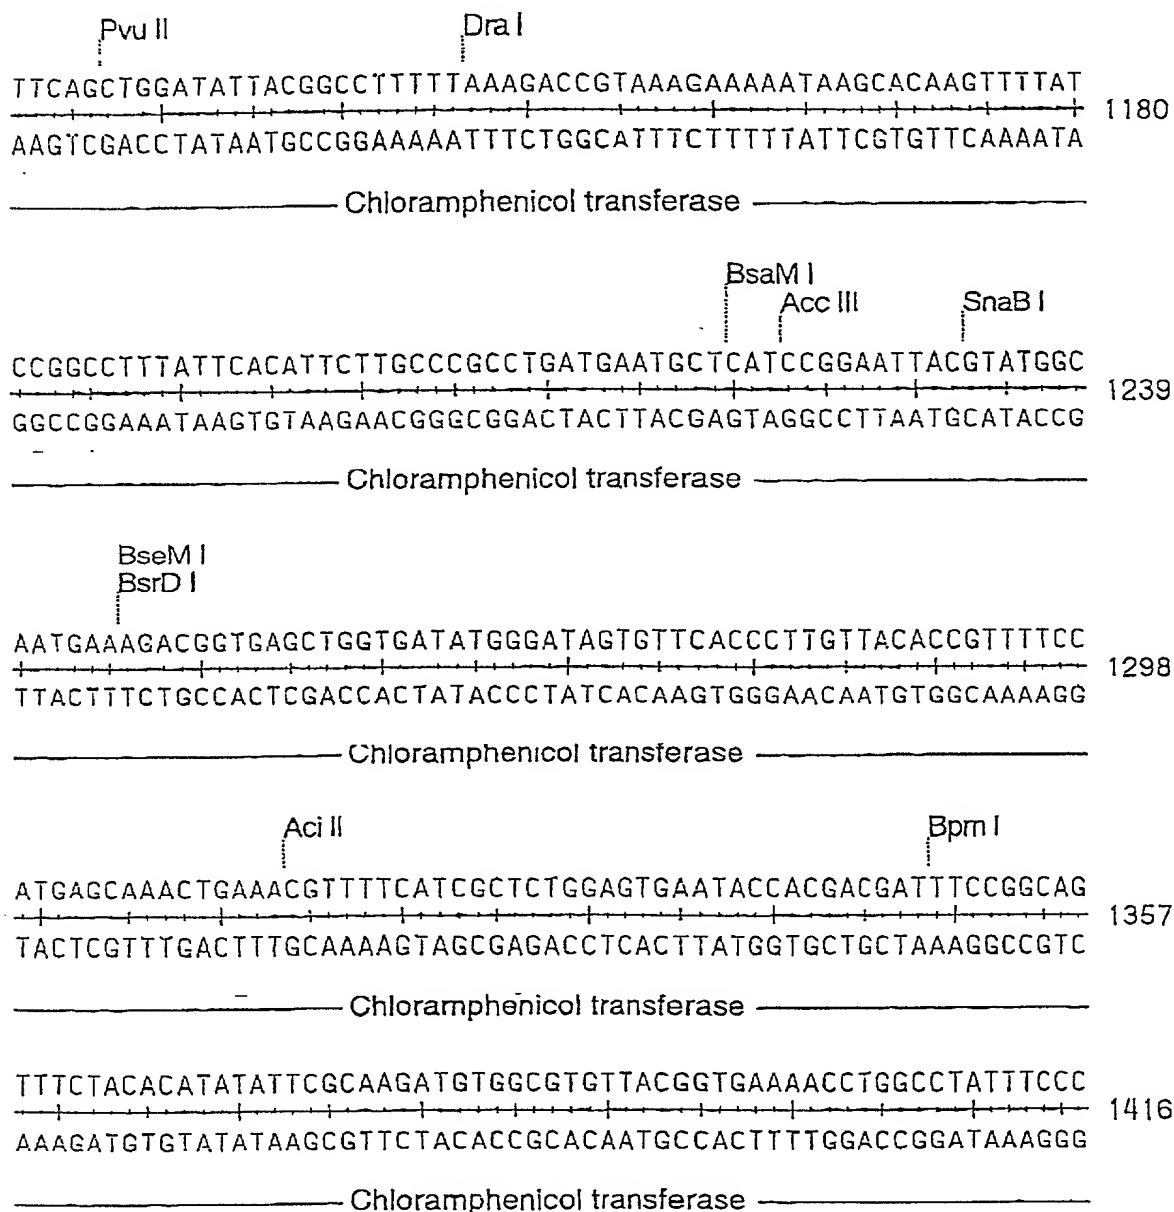 Pvu II Dra I
TTCAGCTGGATATTACGGCCTTTTTAAAGACCGTAAAGAAAAATAAGCACAAGTTTTAT
1180
AAGTCGACCTATAATGCCGGAAAAATTTCTGGCATTTCTTTTTATTCGTGTTCAAAATA
Chloramphenicol transferase
BsaM I
Acc III SnaB I
CCGGCCTTTATTCACATTCTTGCCCGCCTGATGAATGCTCATCCGGAATTACGTATGGC
1239
GGCCGGAAATAAGTGTAAGAACGGGCGGACTACTTACGAGTAGGCCTTAATGCATACCG
Chloramphenicol transferase
BseM I
BsrD I
AATGAAAGACGGTGAGCTGGTGATATGGGATAGTGTTCACCCTTGTTACACCGTTTTCC
1298
TTACTTTCTGCCACTCGACCACTATACCCTATCACAAGTGGGAACAATGTGGCAAAAGG
Chloramphenicol transferase
Aci II Bpm I
ATGAGCAAACTGAAACGTTTTCATCGCTCTGGAGTGAATACCACGACGATTTCCGGCAG
1357
TACTCGTTTGACTTTGCAAAAGTAGCGAGACCTCACTTATGGTGCTGCTAAAGGCCGTC
Chloramphenicol transferase
TTTCTACACATATATTCGCAAGATGTGGCGTGTTACGGTGAAAACCTGGCCTATTTCCC
1416
AAAGATGTGTATATAAGCGTTCTACACCGCACAATGCCACTTTTGGACCGGATAAAGGG
Chloramphenicol transferase